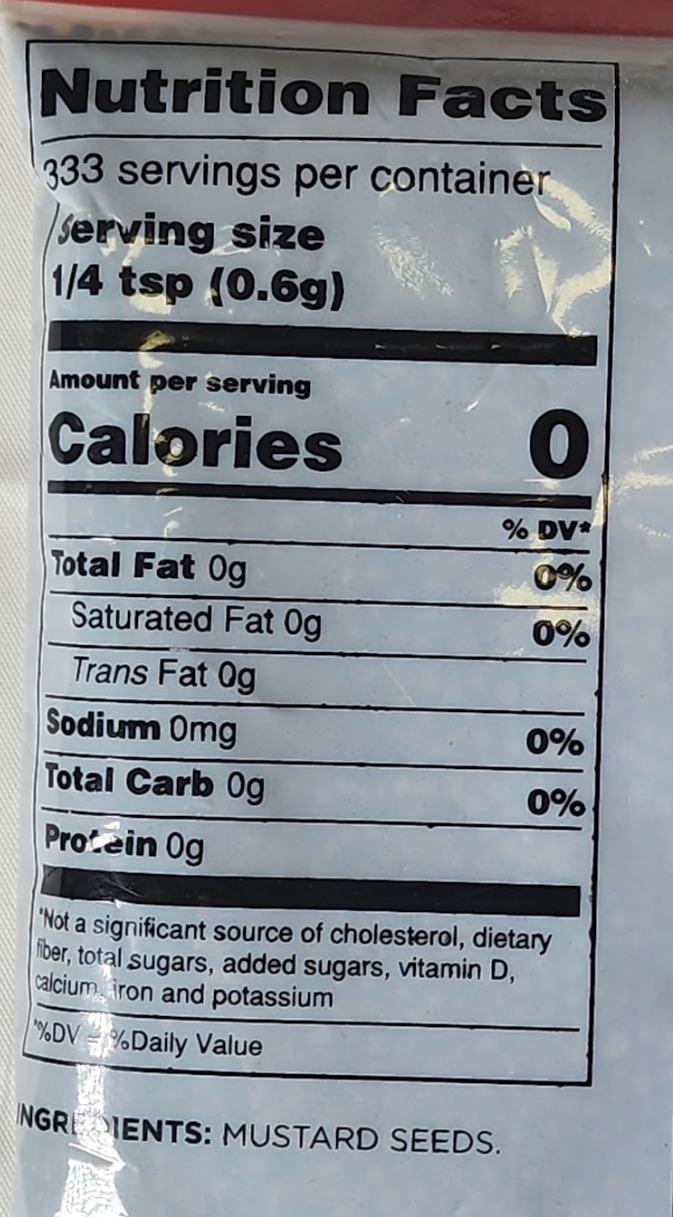 Nutrition Facts
333 servings per container
Serving size
1/4 tsp (0.6g)
Amount per serving
Calories 0
% DV*
Total Fat 0g 0%
Saturated Fat 0g 0%
Trans Fat 0g
Sodium 0mg 0%
Total Carb 0g 0%
Protein 0g
*Not a significant source of cholesterol, dietary
fiber, total sugars, added sugars, vitamin D,
calcium, iron and potassium
*%DV = %Daily Value
INGREDIENTS: MUSTARD SEEDS.